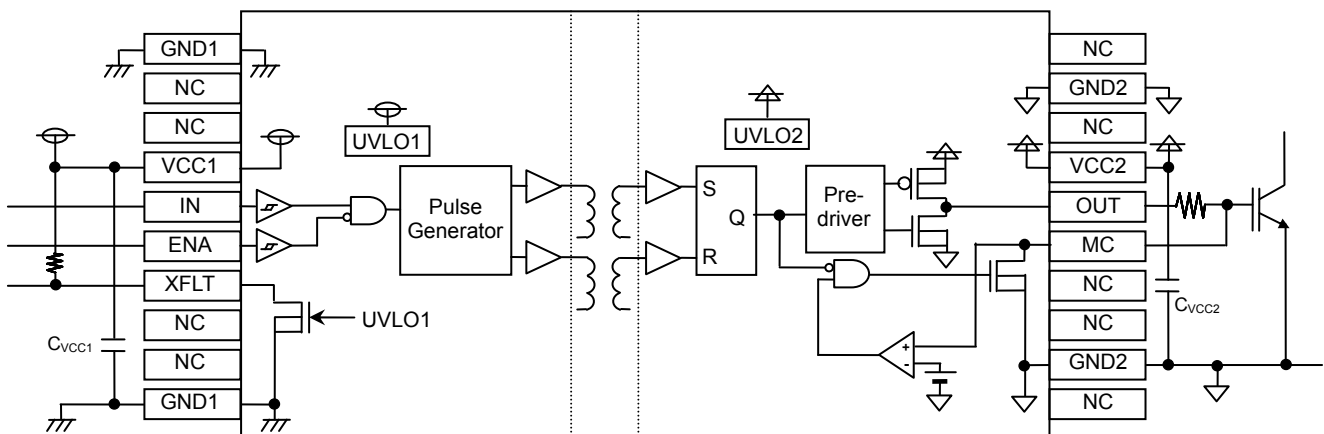 GND1
NC
NC
VCC1
IN
ENA
XFLT
NC
NC
GND1
CVCC1
UVLO1
Pulse
Generator
UVLO1
UVLO2
S
R
Q
Pre-
driver
+
-
NC
GND2
NC
VCC2
OUT
MC
NC
NC
GND2
NC
CVCC2